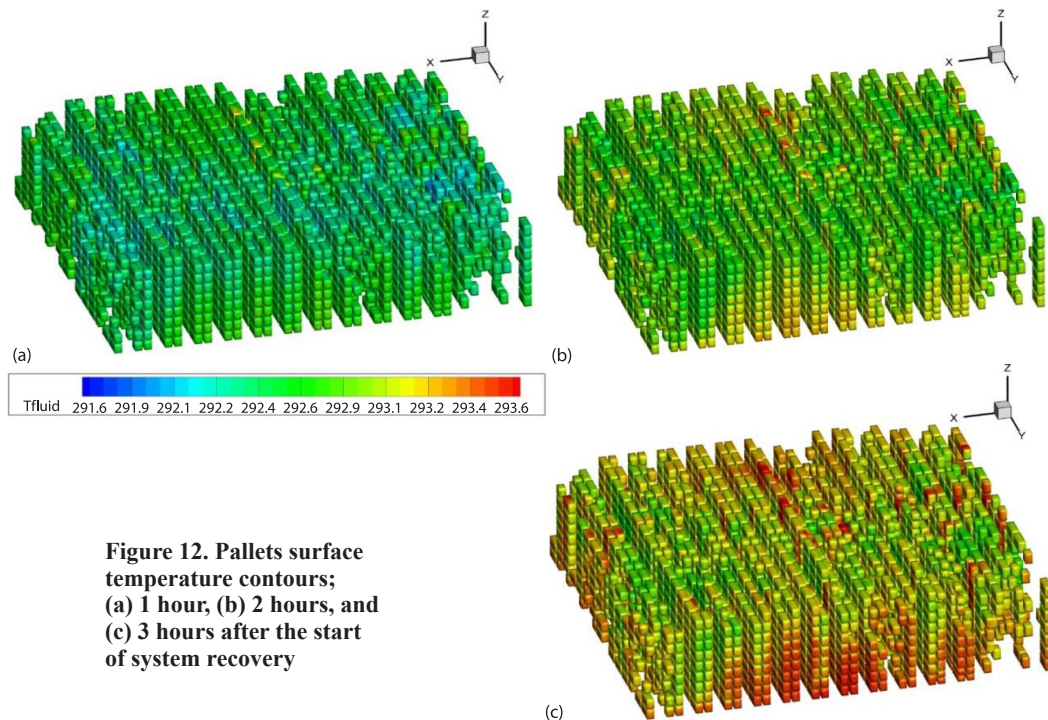 Z
X
Y
Z
X
Y
(a)
(b)
Tfluid 291.6 291.9 292.1 292.2 292.4 292.6 292.9 293.1 293.2 293.4 293.6
Z
X
Y
Figure 12. Pallets surface
temperature contours;
(a) 1 hour, (b) 2 hours, and
(c) 3 hours after the start
of system recovery
(c)